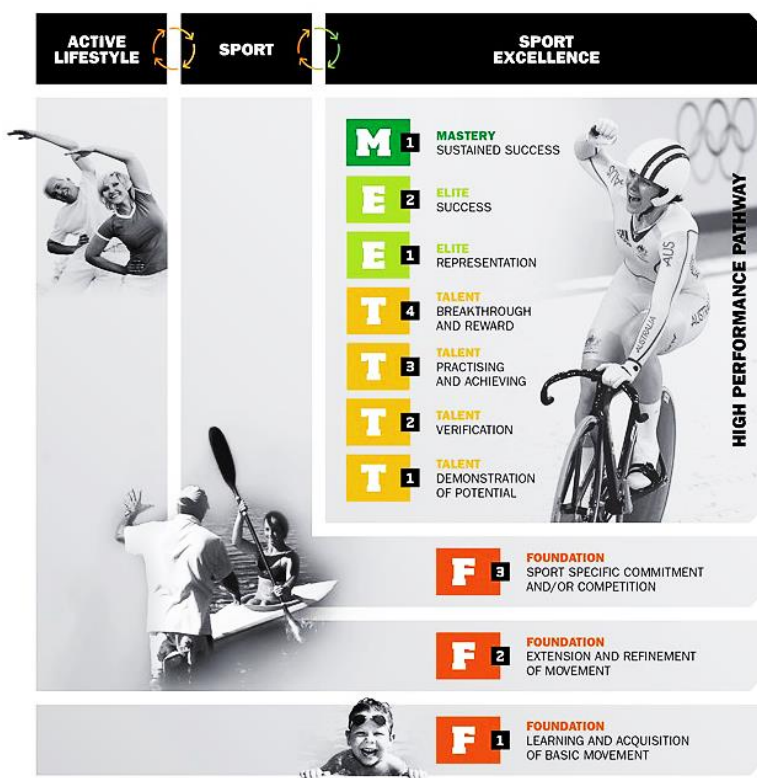 ACTIVE
LIFESTYLE
SPORT
SPORT
EXCELLENCE
M 1 MASTERY
SUSTAINED SUCCESS
E 2 ELITE
SUCCESS
E 1 ELITE
REPRESENTATION
T 4 TALENT
BREAKTHROUGH
AND REWARD
T 3 TALENT
PRACTISING
AND ACHIEVING
T 2 TALENT
VERIFICATION
T 1 TALENT
DEMONSTRATION
OF POTENTIAL
HIGH PERFORMANCE PATHWAY
AUS
AUS
AUSTRALIA
F 3 FOUNDATION
SPORT SPECIFIC COMMITMENT
AND/OR COMPETITION
F 2 FOUNDATION
EXTENSION AND REFINEMENT
OF MOVEMENT
F 1 FOUNDATION
LEARNING AND ACQUISITION
OF BASIC MOVEMENT